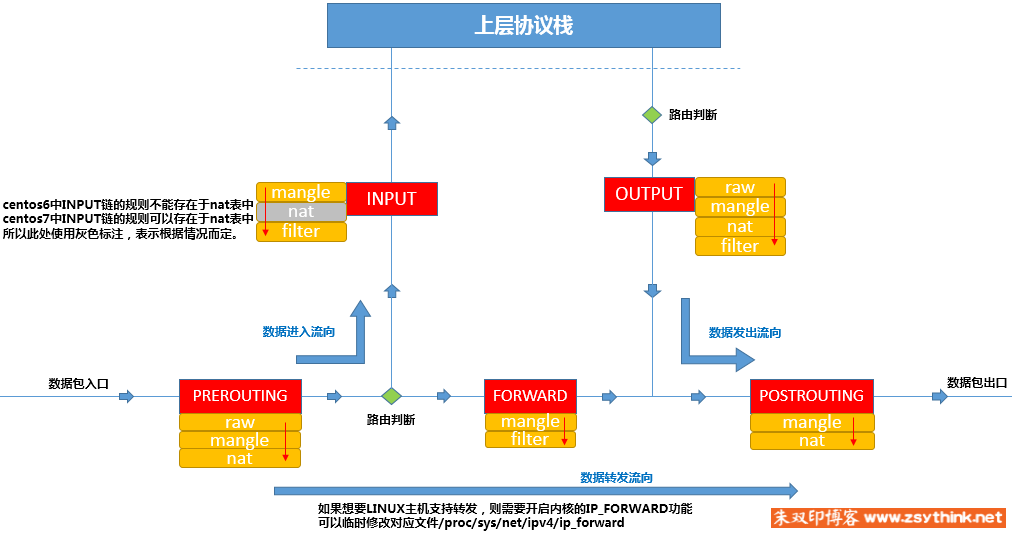 上层协议栈
路由判断
mangle
nat
filter
INPUT
OUTPUT
raw
mangle
nat
filter
centos6中INPUT链的规则不能存在于nat表中
centos7中INPUT链的规则可以存在于nat表中
所以此处使用灰色标注，表示根据情况而定。
数据进入流向
数据发出流向
数据包入口
PREROUTING
raw
mangle
nat
路由判断
FORWARD
mangle
filter
POSTROUTING
mangle
nat
数据包出口
数据转发流向
如果想要LINUX主机支持转发，则需要开启内核的IP_FORWARD功能
可以临时修改对应文件/proc/sys/net/ipv4/ip_forward
朱双印博客 www.zsythink.net